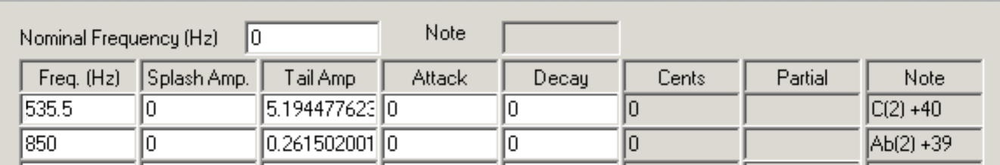 Nominal Frequency (Hz) 0 Note
Freq. (Hz) Splash Amp. Tail Amp Attack Decay Cents Partial Note
535.5 0 5.194477623 0 0 0 C(2) +40
850 0 0.261502001 0 0 0 Ab(2) +39